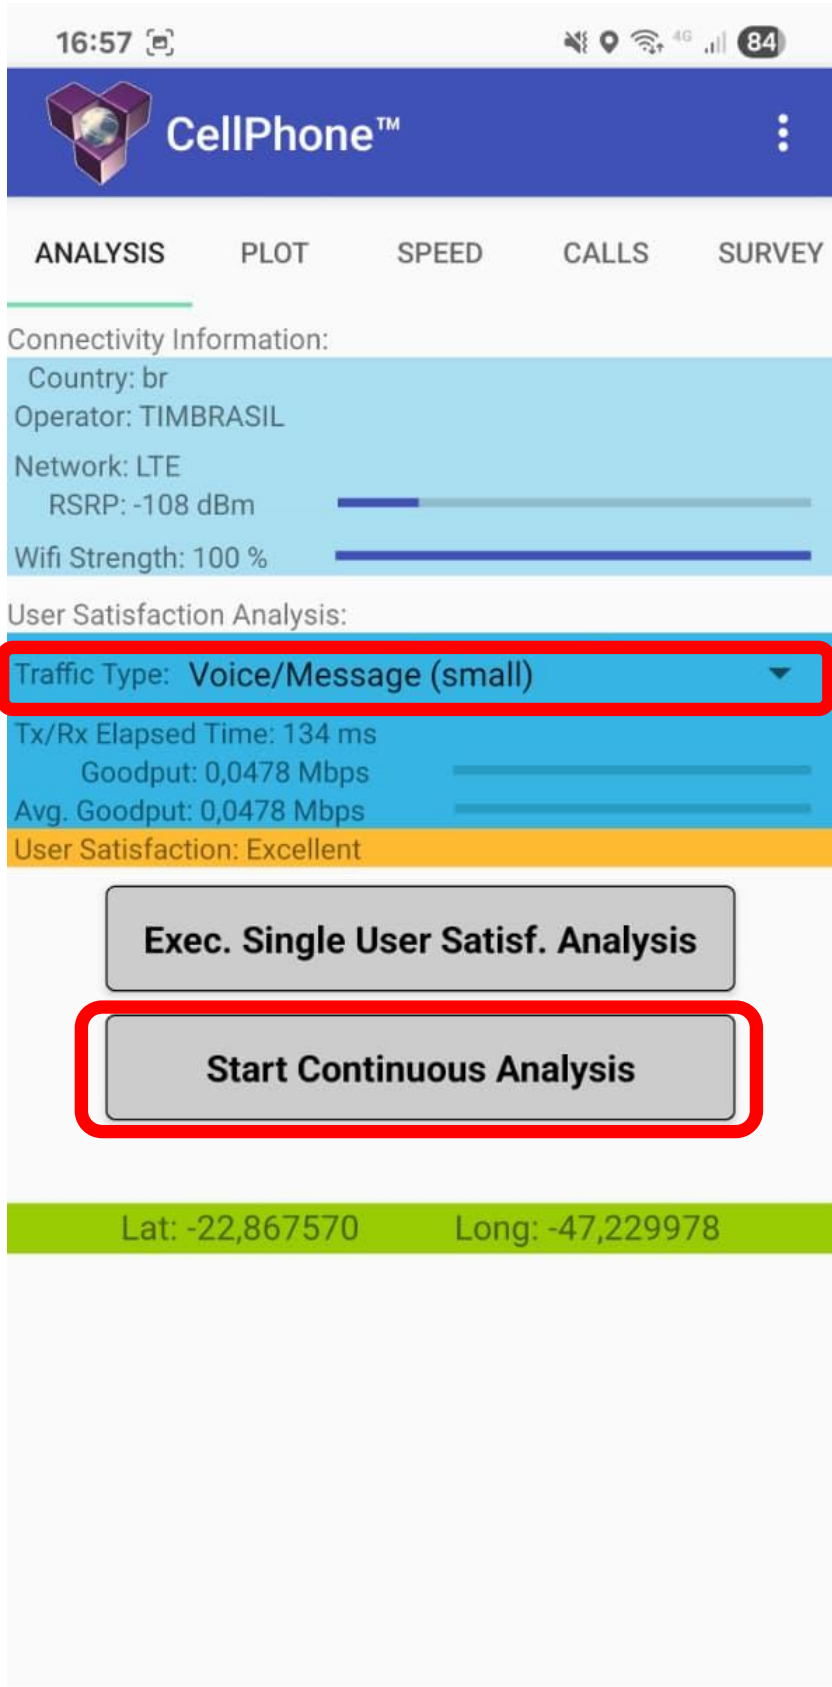 16:57 4G 84
CellPhone™
ANALYSIS PLOT SPEED CALLS SURVEY
Connectivity Information:
Country: br
Operator: TIMBRASIL
Network: LTE
RSRP: -108 dBm
Wifi Strength: 100 %
User Satisfaction Analysis:
Traffic Type: Voice/Message (small)
Tx/Rx Elapsed Time: 134 ms
Goodput: 0,0478 Mbps
Avg. Goodput: 0,0478 Mbps
User Satisfaction: Excellent
Exec. Single User Satisf. Analysis
Start Continuous Analysis
Lat: -22,867570 Long: -47,229978